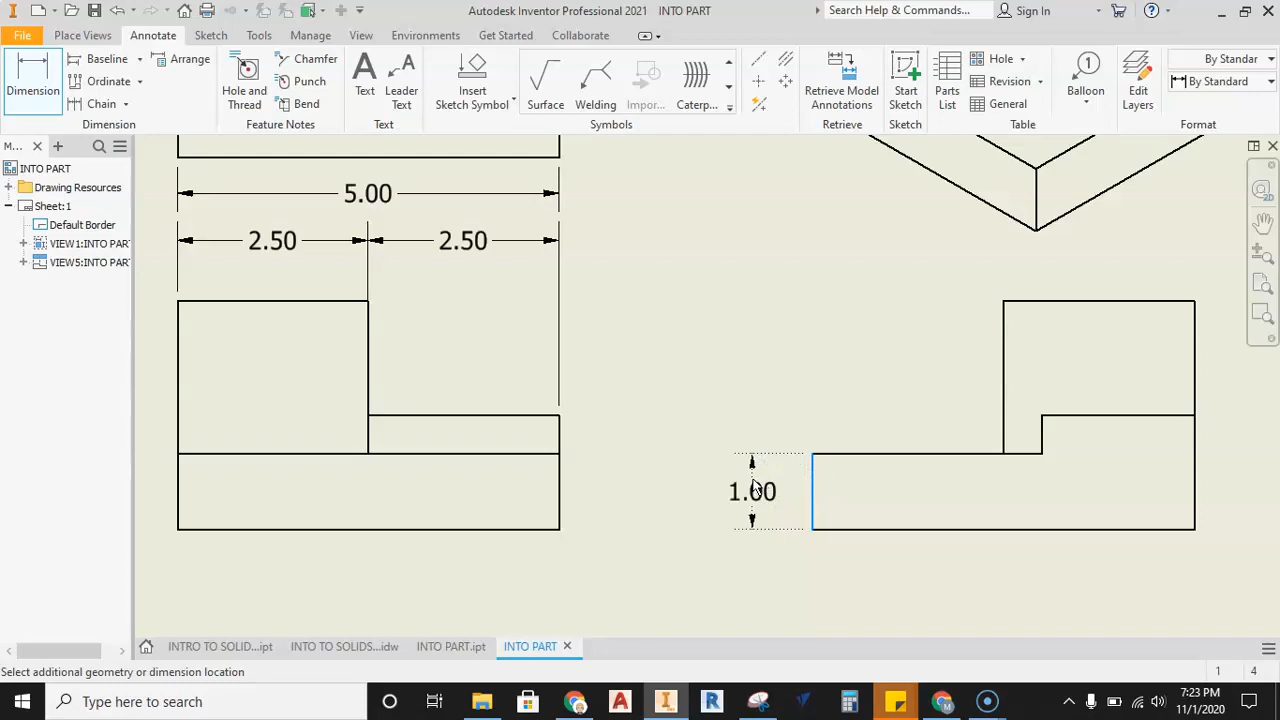 Autodesk Inventor Professional 2021 INTO PART
Search Help & Commands... Sign In
File Place Views Annotate Sketch Tools Manage View Environments Get Started Collaborate
Dimension
Baseline
Ordinate
Chain
Arrange
Dimension
Hole and Thread
Chamfer
Punch
Bend
Feature Notes
Text
Leader Text
Text
Insert Sketch Symbol
Surface
Welding
Impor...
Caterp...
Symbols
Retrieve Model Annotations
Retrieve
Start Sketch
Sketch
Parts List
Hole
Revision
General
Table
Balloon
Edit Layers
By Standar
By Standard
Format
M...
INTO PART
Drawing Resources
Sheet:1
Default Border
VIEW1:INTO PAR
VIEW5:INTO PAR
5.00
2.50 2.50
1.00
2D
INTRO TO SOLID...ipt INTO TO SOLIDS...idw INTO PART.ipt INTO PART
Select additional geometry or dimension location 1 4
Type here to search
7:23 PM
11/1/2020